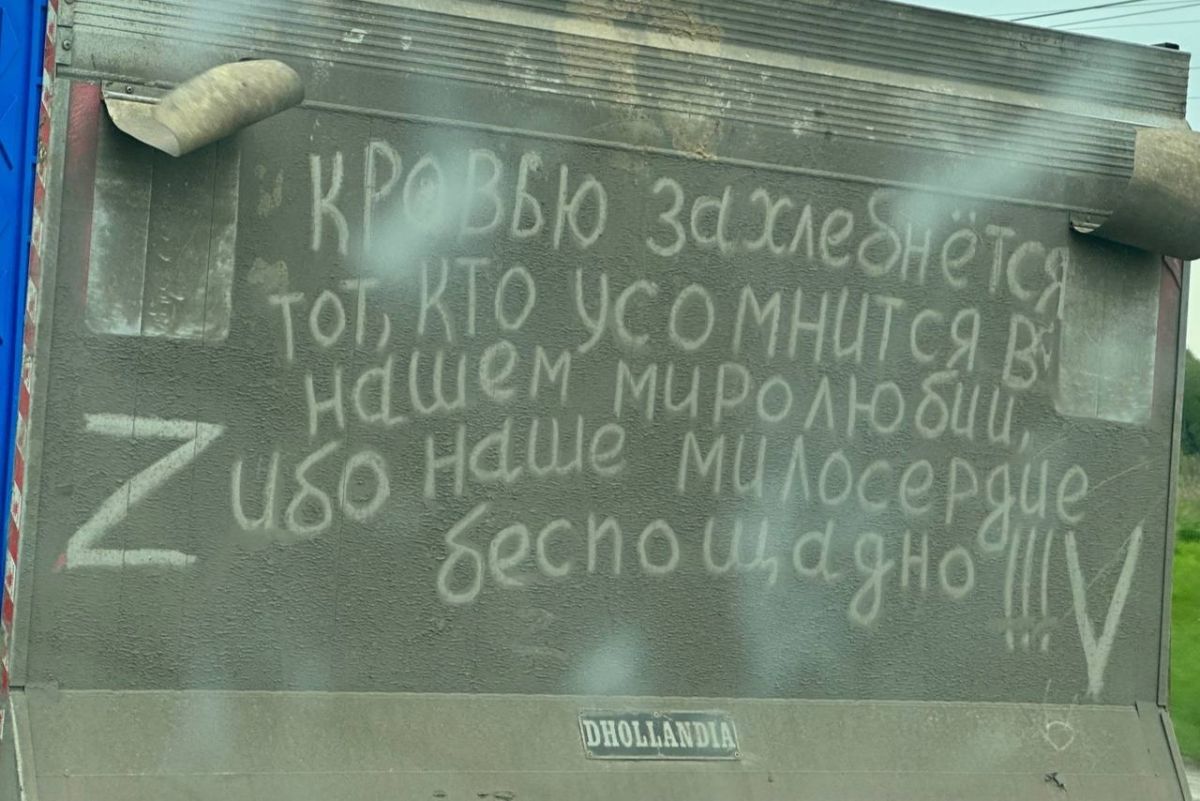 кровью захлебнётся
тот, кто усомнится в
нашем миролюбии,
Z ибо наше милосердие
беспощадно!!! V
DHOLLANDIA